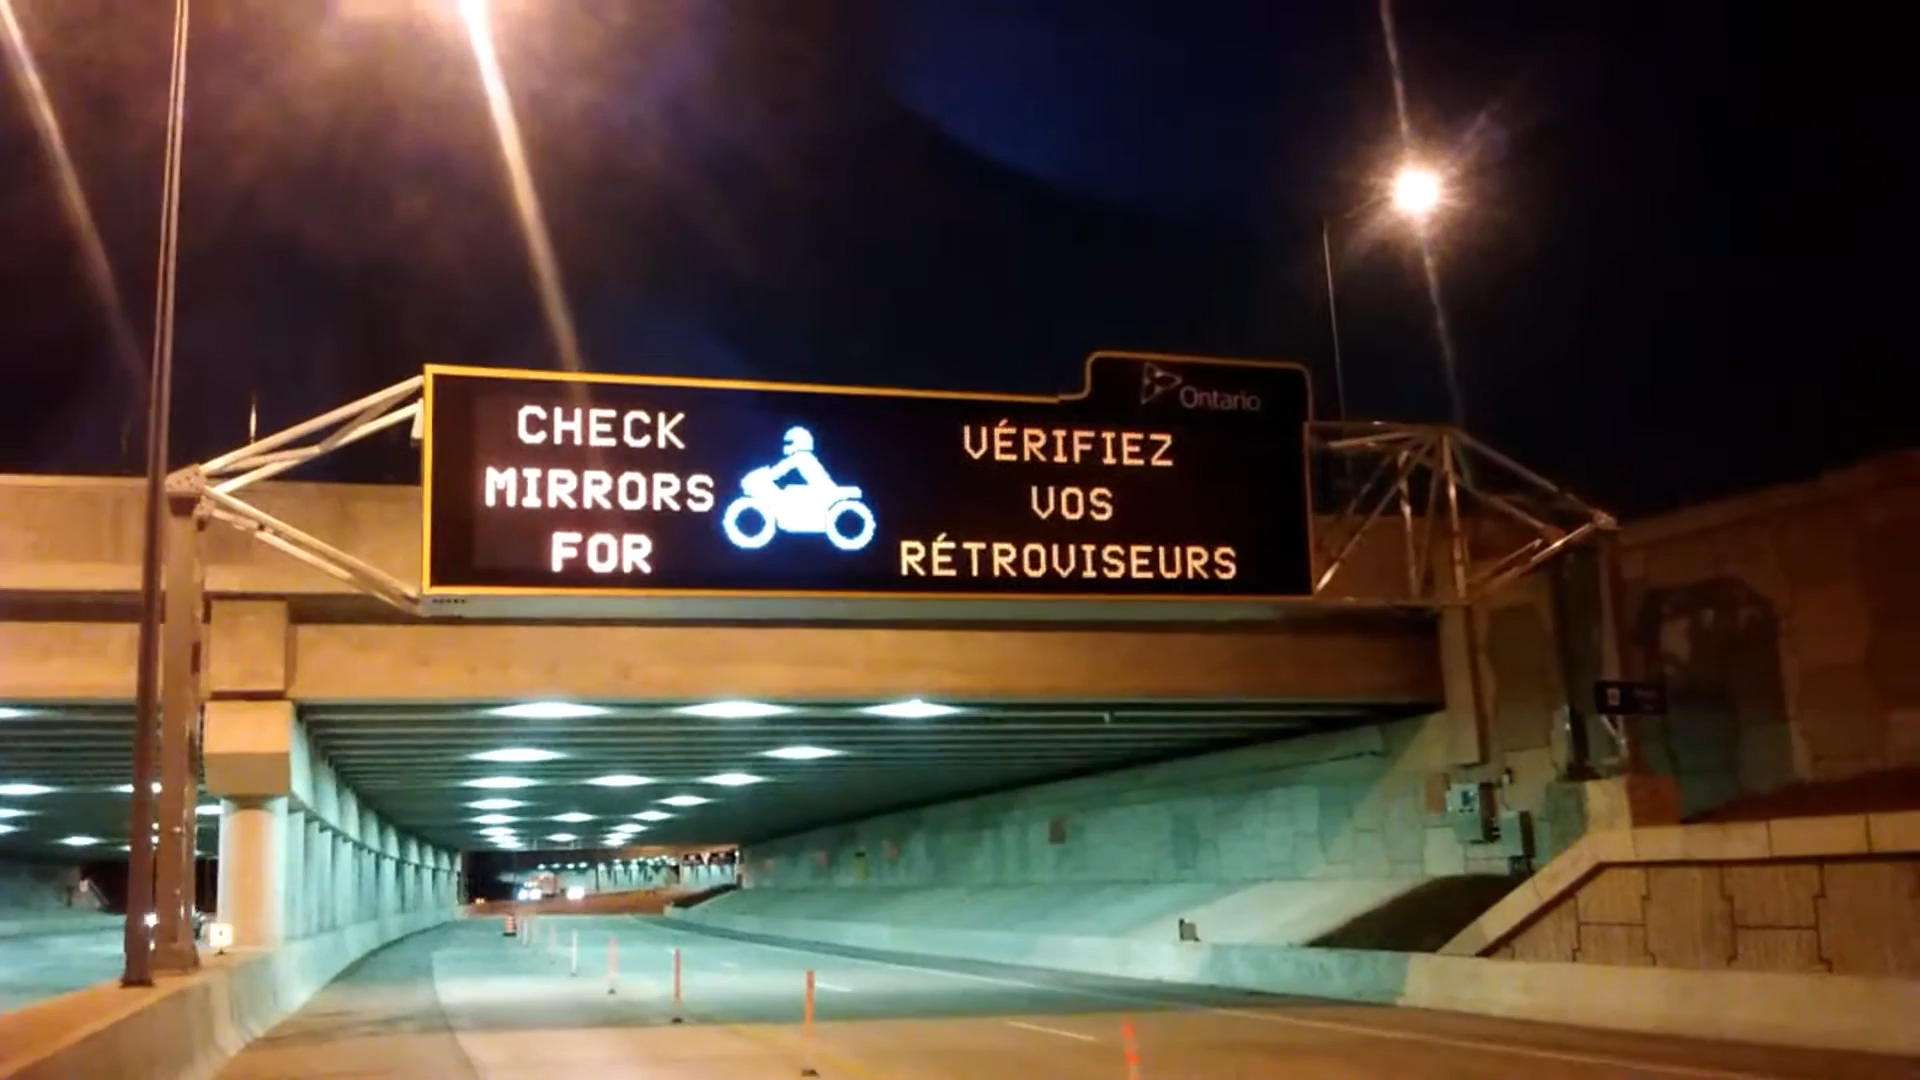 Ontario
CHECK
MIRRORS
FOR
VÉRIFIEZ
VOS
RÉTROVISEURS